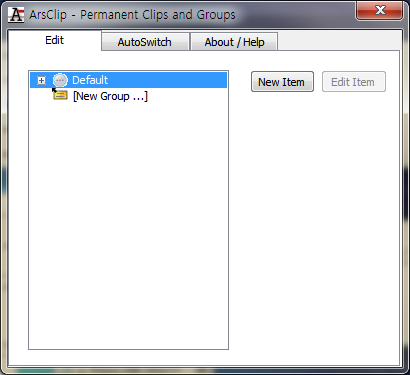 ArsClip - Permanent Clips and Groups
Edit
AutoSwitch
About / Help
Default
[New Group ...]
New Item
Edit Item